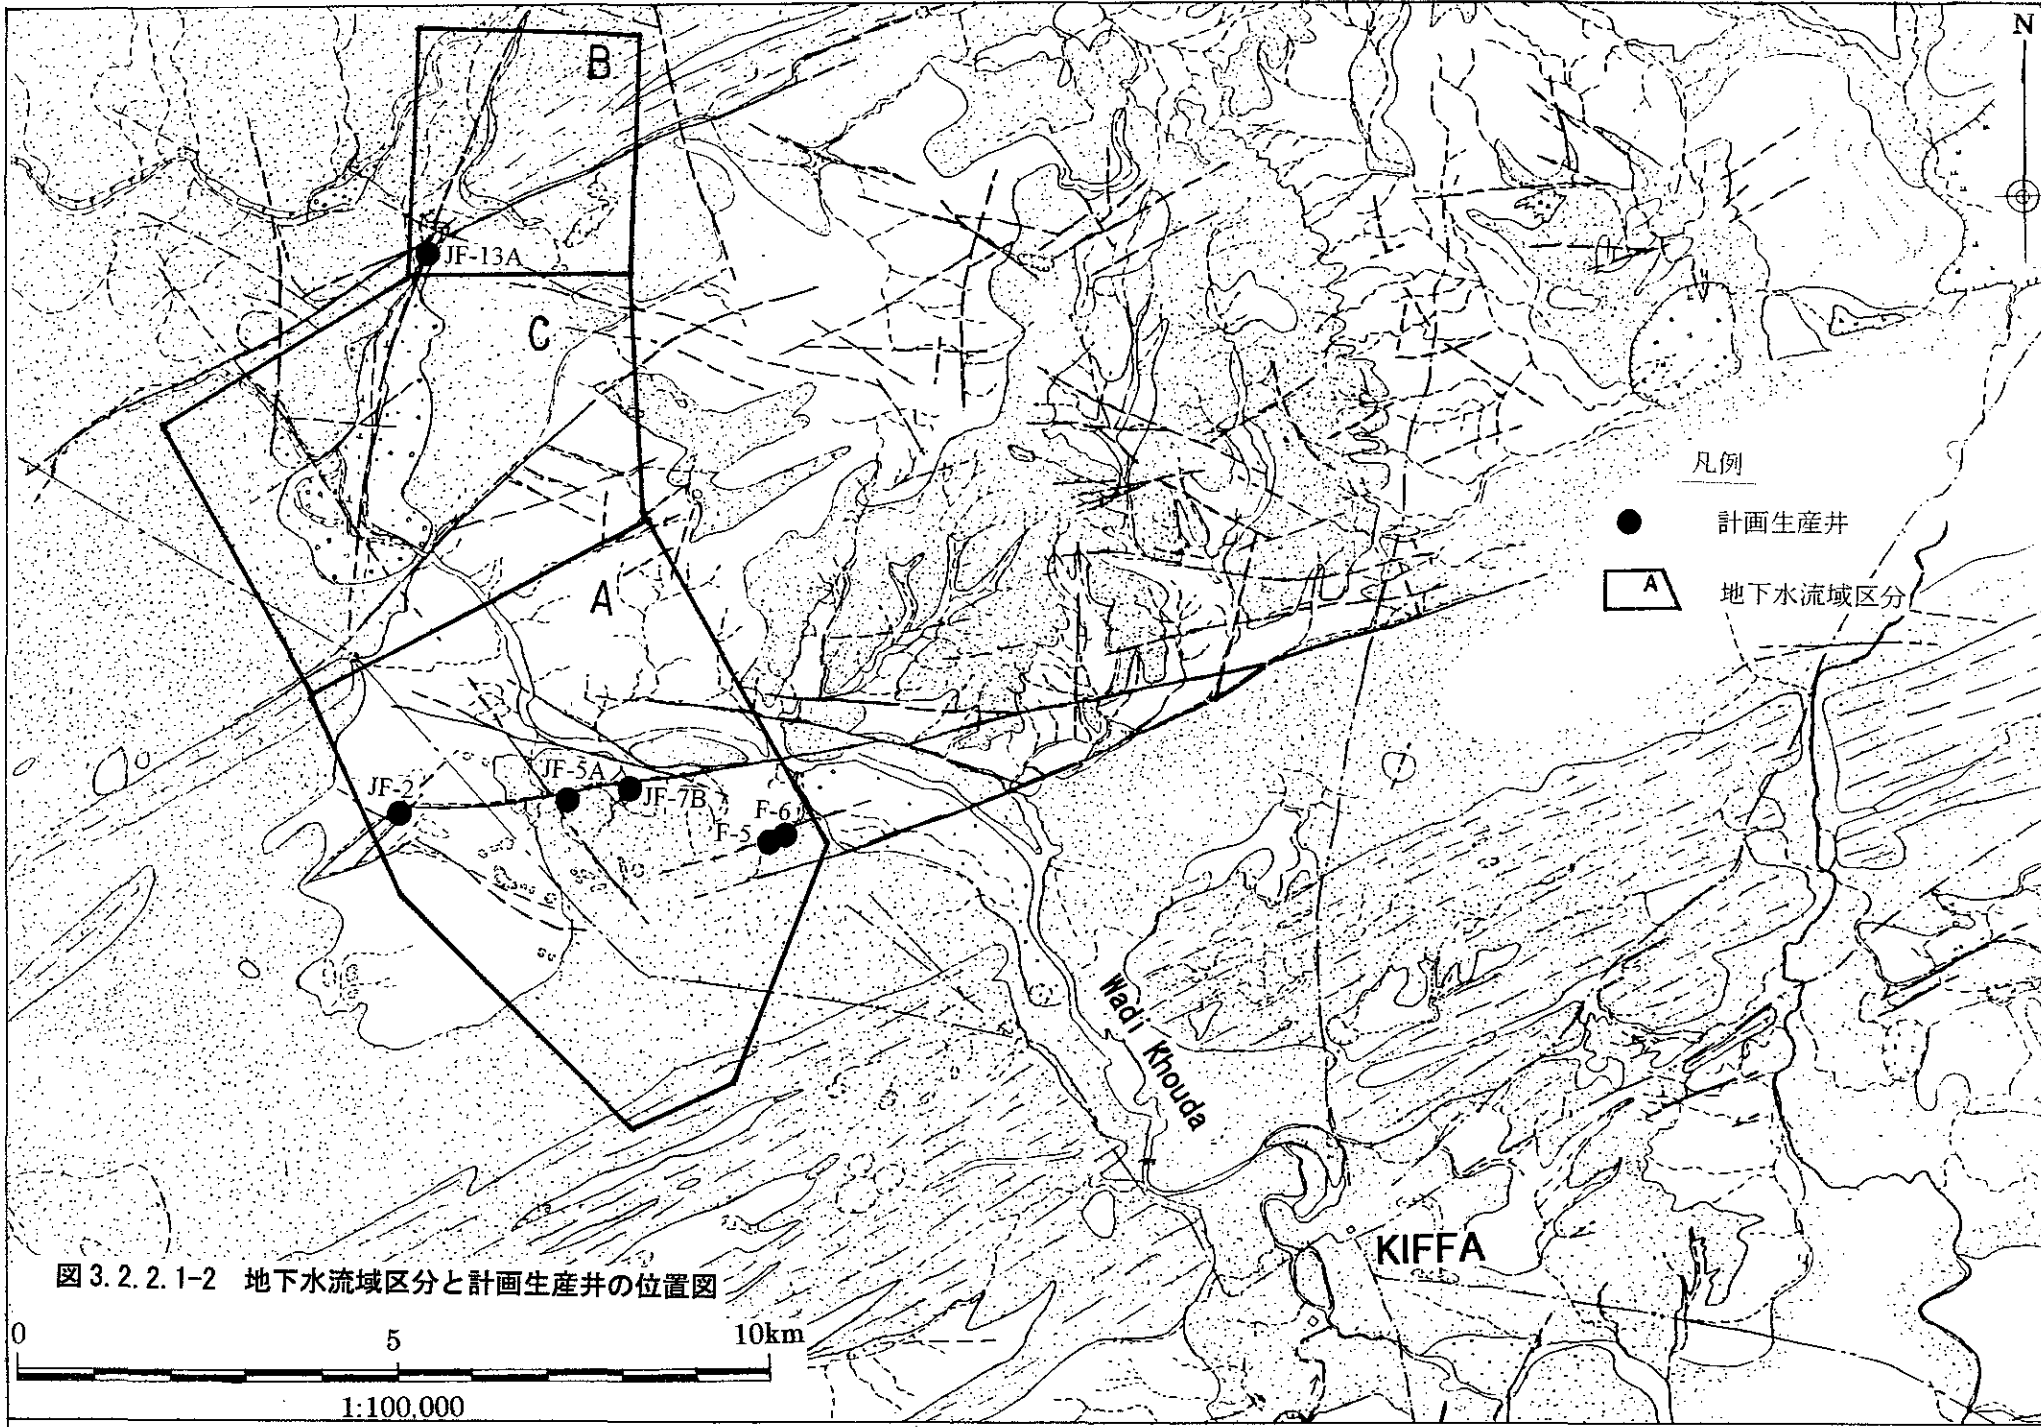 N
B
JF-13A
C
凡例
計画生産井
A
地下水流域区分
A
JF-2
JF-5A
JF-7B
F-6
F-5
Wadi Khouda
KIFFA
図3.2.2.1-2 地下水流域区分と計画生産井の位置図
0 5 10km
1:100,000